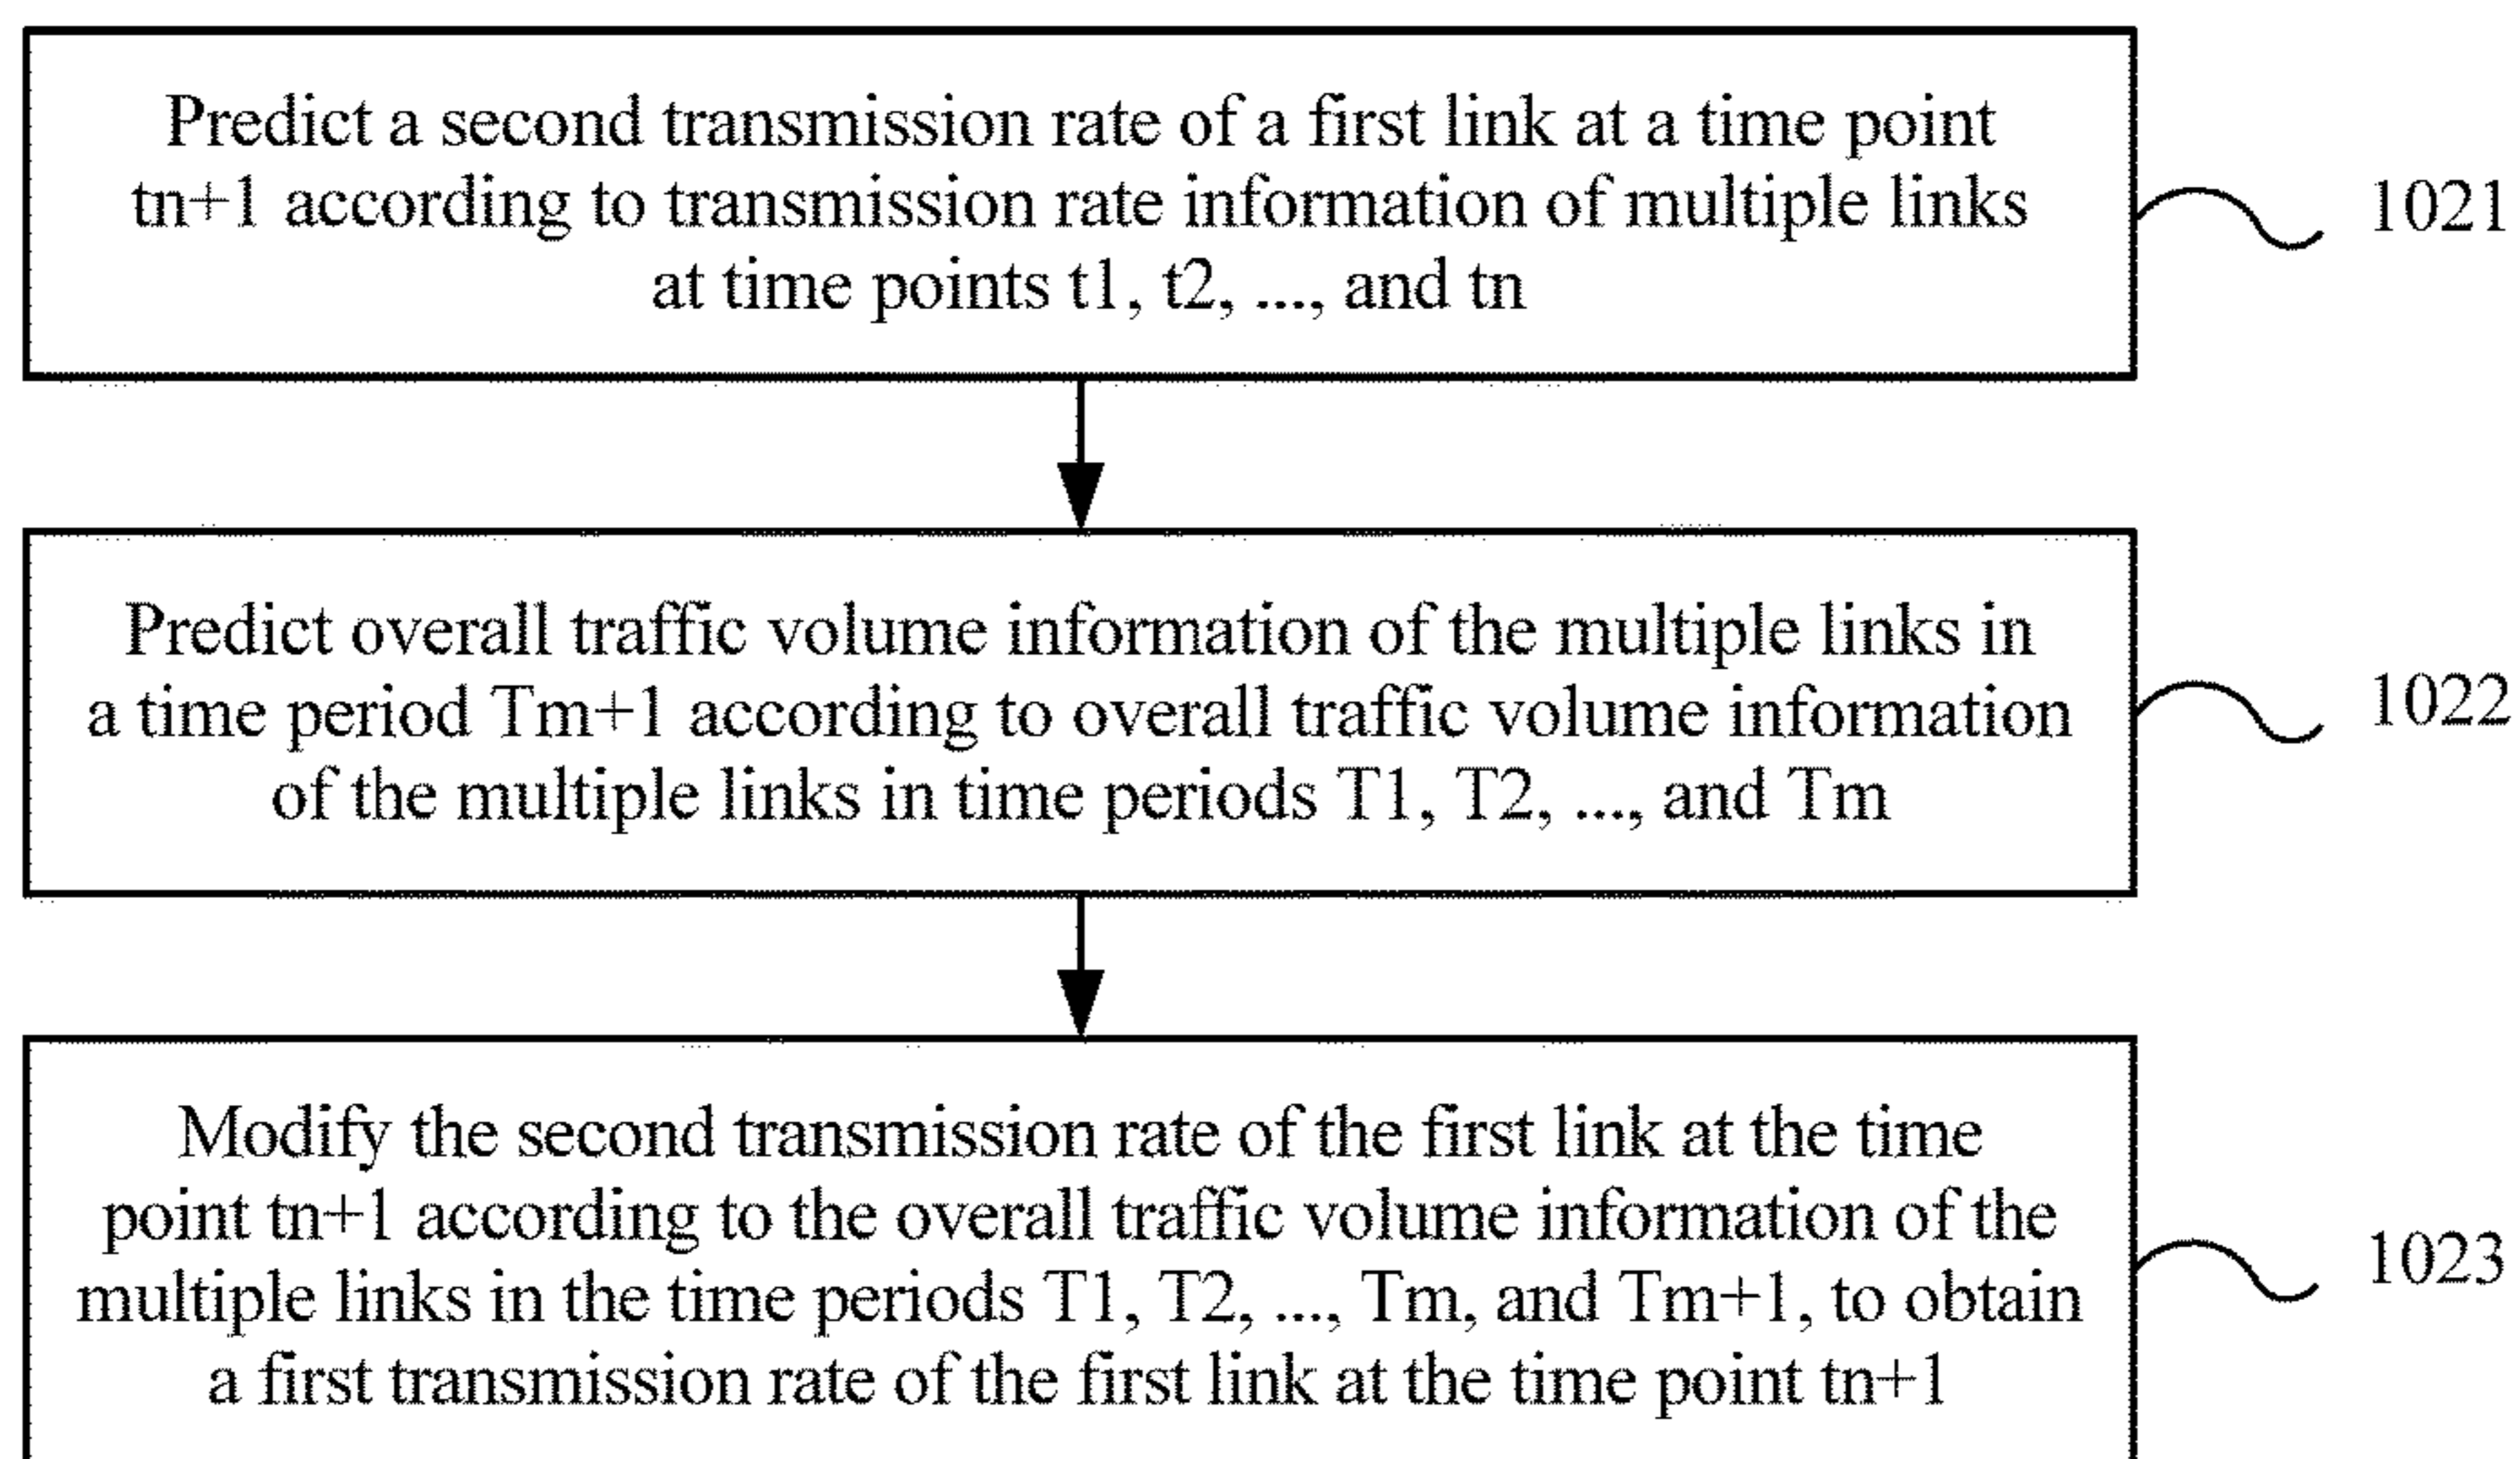 Predict a second transmission rate of a first link at a time point
tn+1 according to transmission rate information of multiple links
at time points t1, t2, ..., and tn
1021
Predict overall traffic volume information of the multiple links in
a time period Tm+1 according to overall traffic volume information
of the multiple links in time periods T1, T2, ..., and Tm
1022
Modify the second transmission rate of the first link at the time
point tn+1 according to the overall traffic volume information of the
multiple links in the time periods T1, T2, ..., Tm, and Tm+1, to obtain
a first transmission rate of the first link at the time point tn+1
1023